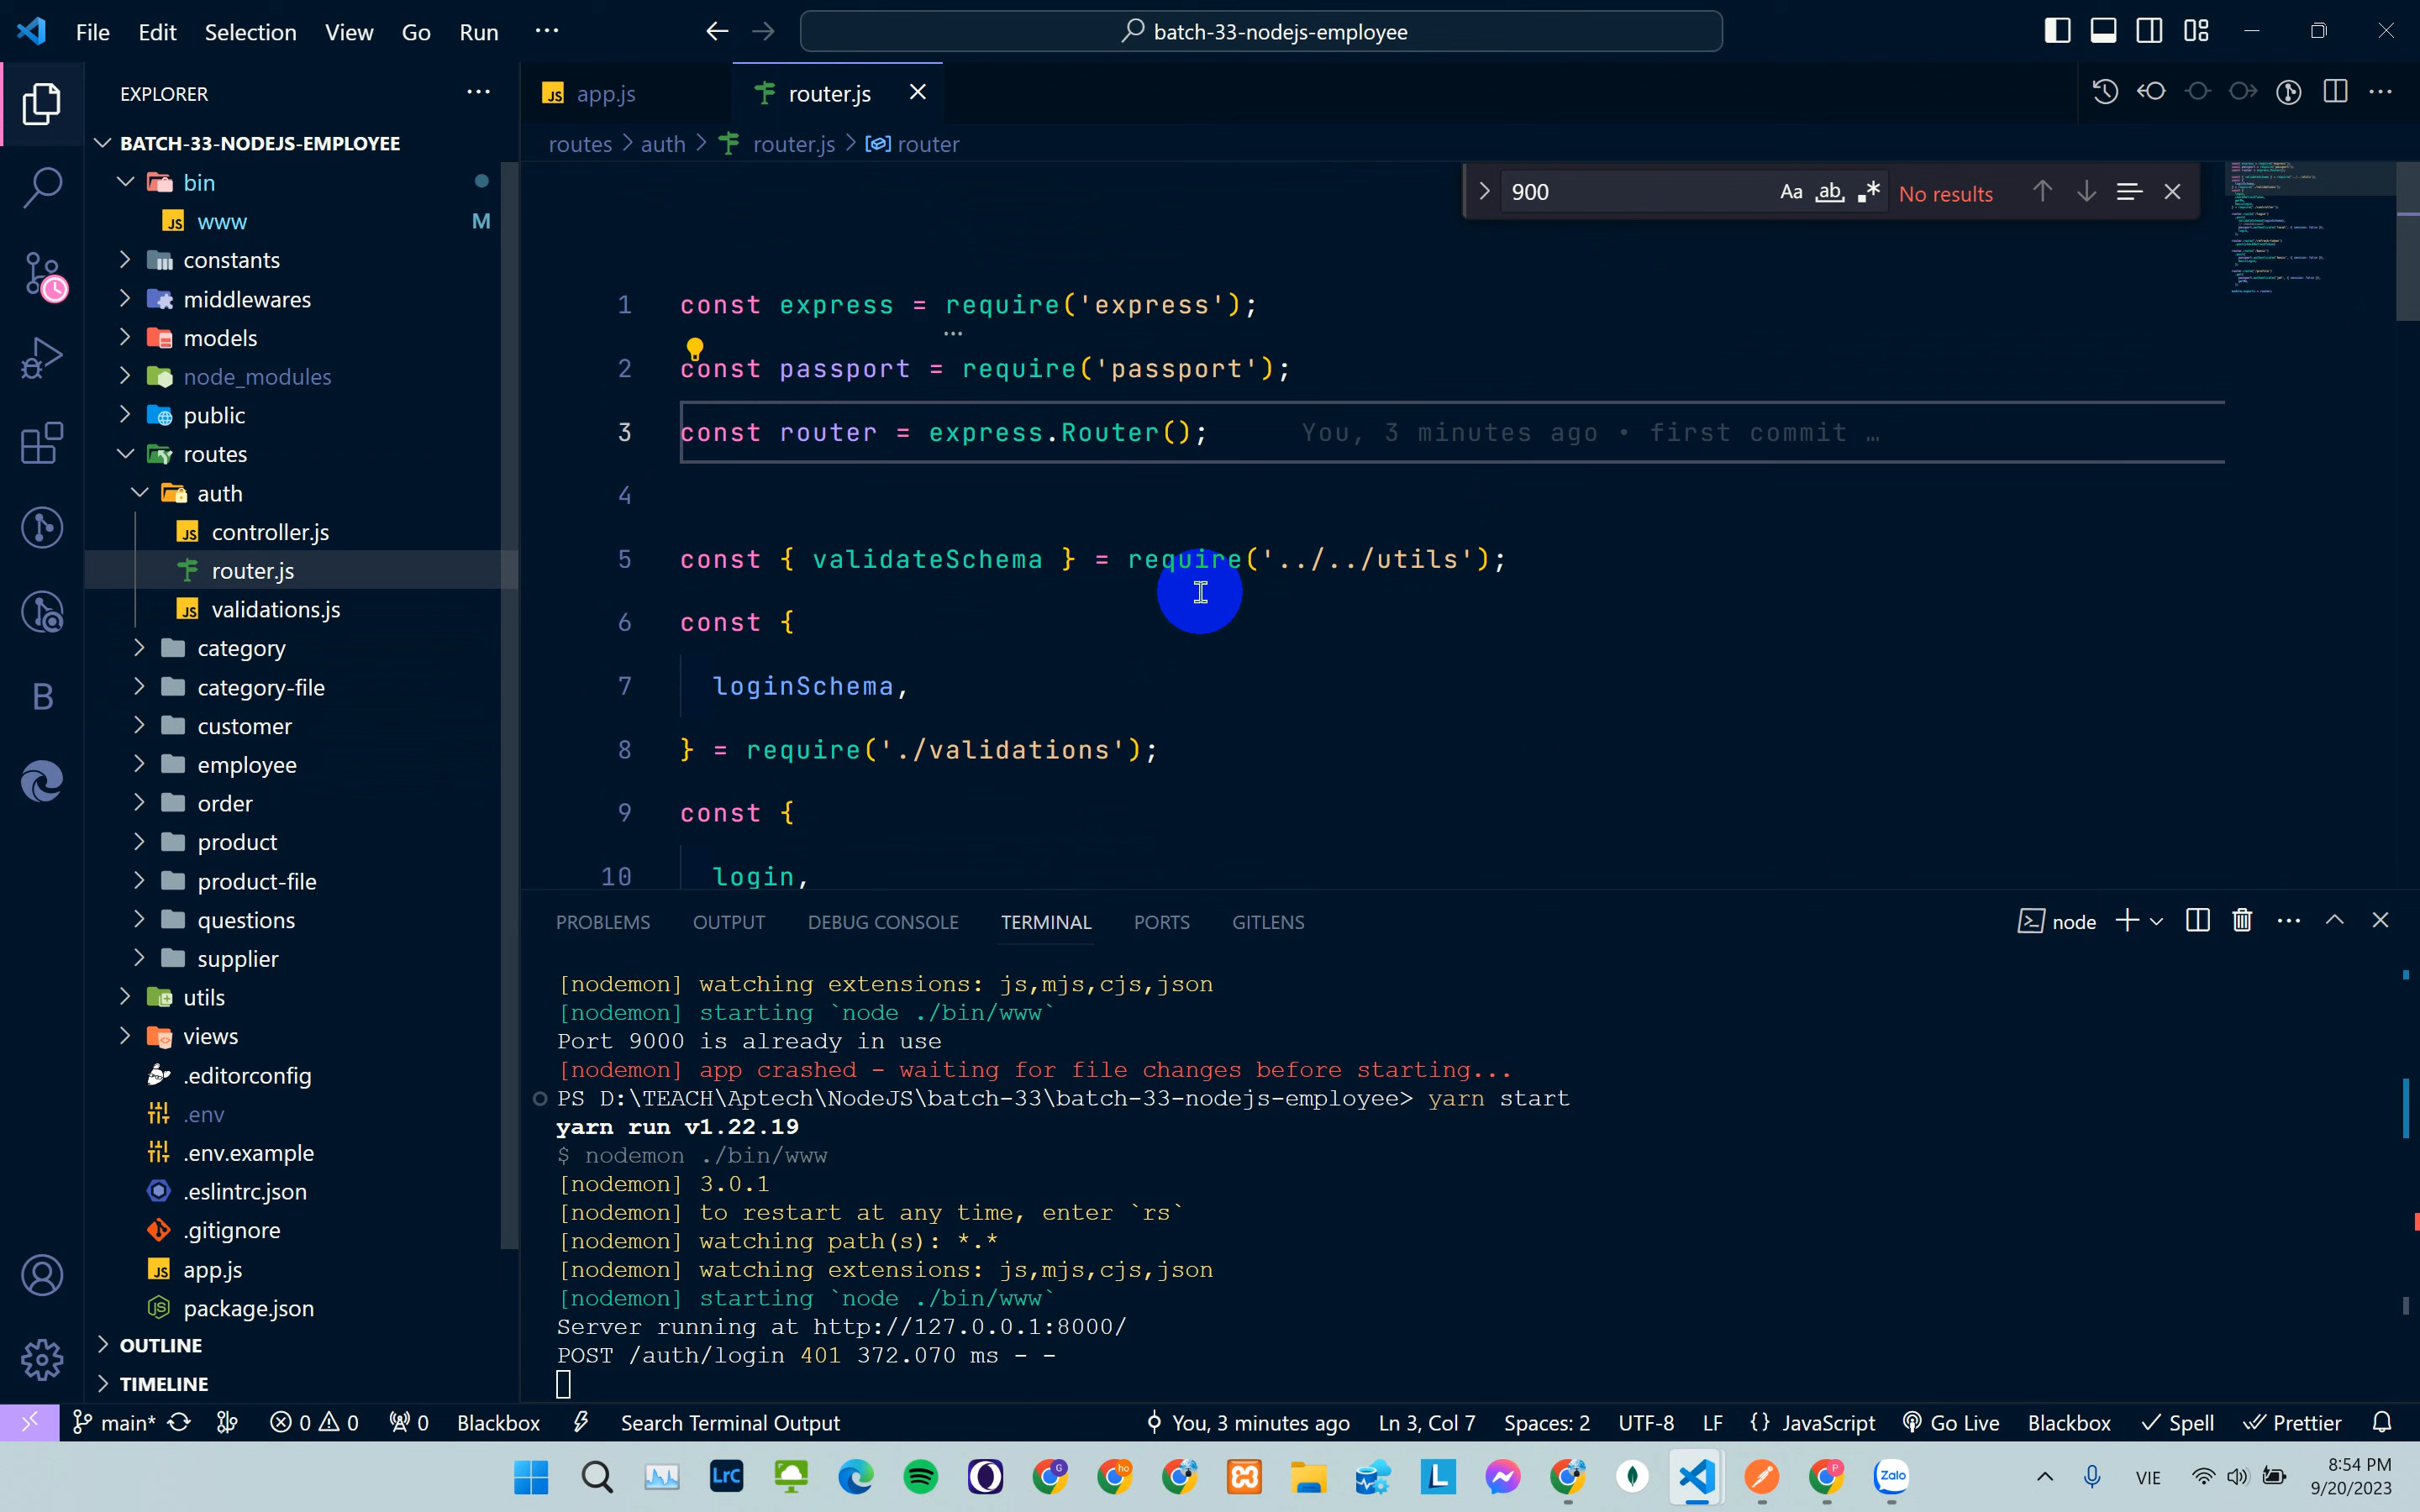 File Edit Selection View Go Run ···
batch-33-nodejs-employee
EXPLORER
BATCH-33-NODEJS-EMPLOYEE
bin
www M
constants
middlewares
models
node_modules
public
routes
auth
controller.js
router.js
validations.js
category
category-file
customer
employee
order
product
product-file
questions
supplier
utils
views
.editorconfig
.env
.env.example
.eslintrc.json
.gitignore
app.js
package.json
OUTLINE
TIMELINE
app.js router.js
routes > auth > router.js > router
900 Aa ab No results
1 const express = require('express');
2 const passport = require('passport');
3 const router = express.Router(); You, 3 minutes ago • first commit …
4
5 const { validateSchema } = require('../../utils');
6 const {
7 loginSchema,
8 } = require('./validations');
9 const {
10 login,
PROBLEMS OUTPUT DEBUG CONSOLE TERMINAL PORTS GITLENS
node
[nodemon] watching extensions: js,mjs,cjs,json
[nodemon] starting `node ./bin/www`
Port 9000 is already in use
[nodemon] app crashed - waiting for file changes before starting...
PS D:\TEACH\Aptech\NodeJS\batch-33\batch-33-nodejs-employee> yarn start
yarn run v1.22.19
$ nodemon ./bin/www
[nodemon] 3.0.1
[nodemon] to restart at any time, enter `rs`
[nodemon] watching path(s): *.*
[nodemon] watching extensions: js,mjs,cjs,json
[nodemon] starting `node ./bin/www`
Server running at http://127.0.0.1:8000/
POST /auth/login 401 372.070 ms - -
main* 0 0 0 Blackbox Search Terminal Output You, 3 minutes ago Ln 3, Col 7 Spaces: 2 UTF-8 LF {} JavaScript Go Live Blackbox Spell Prettier
LrC L Zalo VIE
8:54 PM
9/20/2023